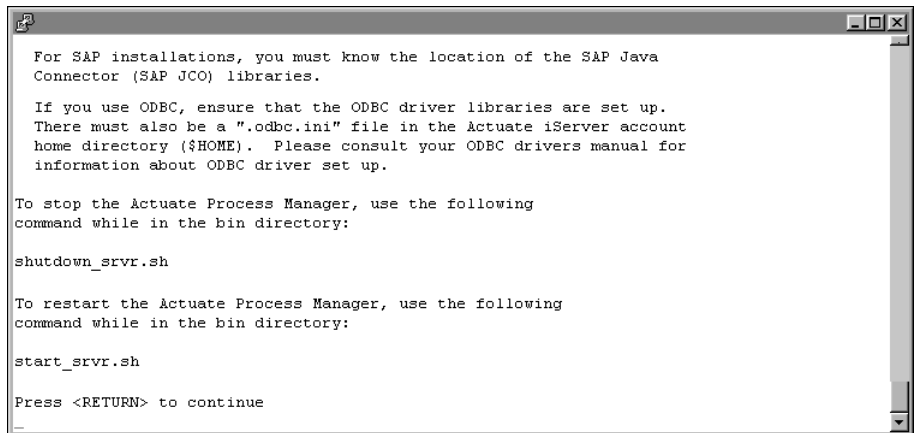 For SAP installations, you must know the location of the SAP Java
Connector (SAP JCO) libraries.
If you use ODBC, ensure that the ODBC driver libraries are set up.
There must also be a ".odbc.ini" file in the Actuate iServer account
home directory ($HOME).  Please consult your ODBC drivers manual for
information about ODBC driver set up.
To stop the Actuate Process Manager, use the following
command while in the bin directory:
shutdown_srvr.sh
To restart the Actuate Process Manager, use the following
command while in the bin directory:
start_srvr.sh
Press <RETURN> to continue
_